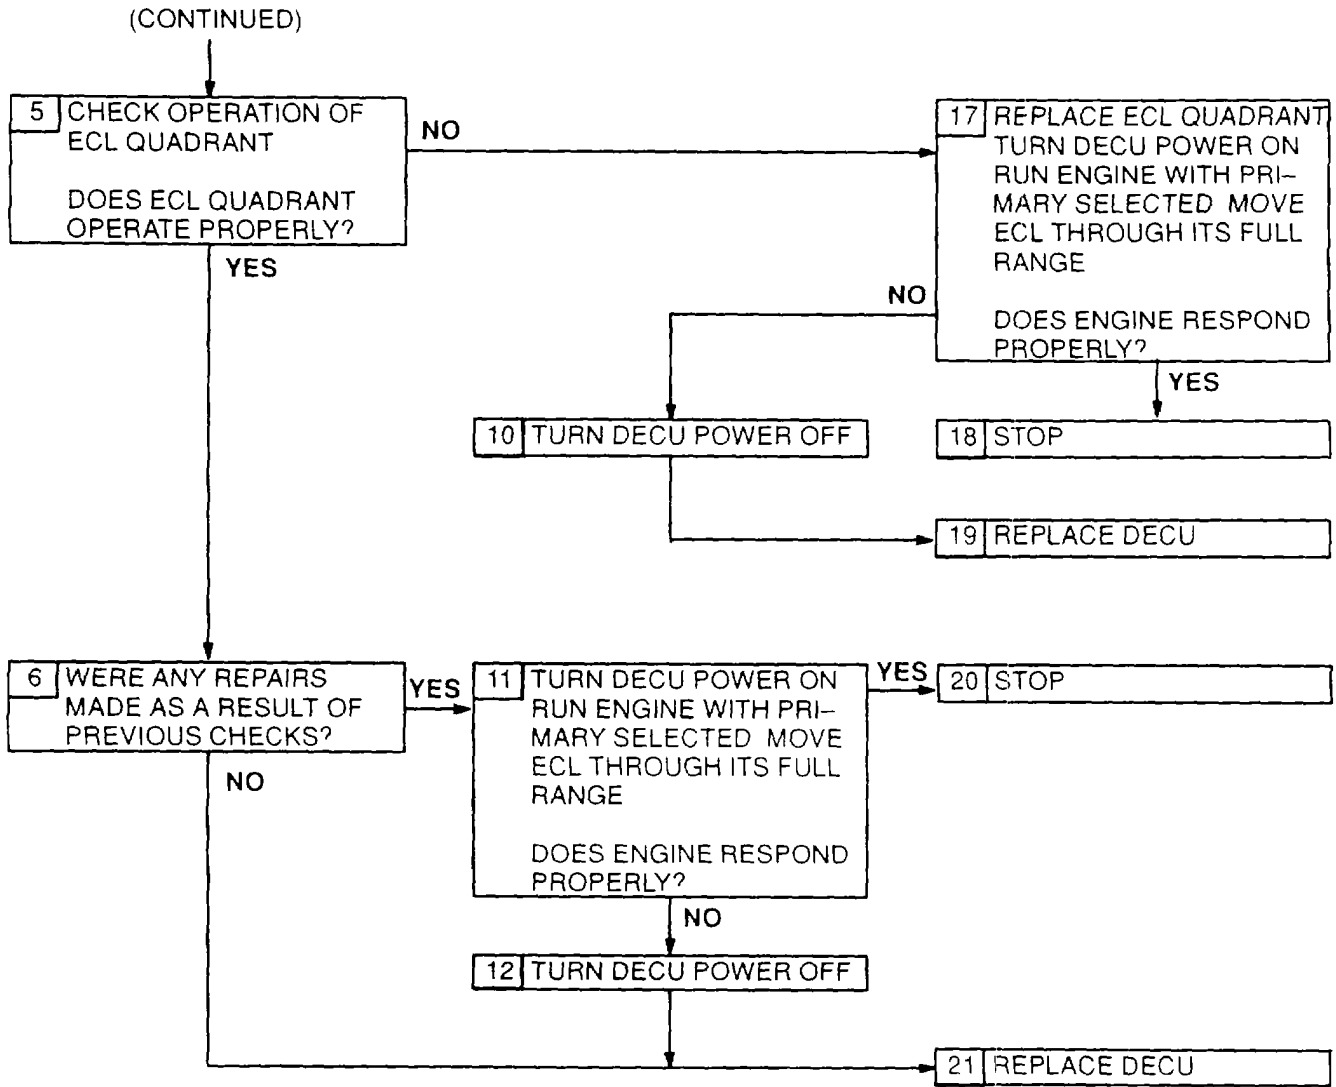 (CONTINUED)
5 CHECK OPERATION OF
ECL QUADRANT
DOES ECL QUADRANT
OPERATE PROPERLY?
NO
YES
17 REPLACE ECL QUADRANT
TURN DECU POWER ON
RUN ENGINE WITH PRI–
MARY SELECTED MOVE
ECL THROUGH ITS FULL
RANGE
DOES ENGINE RESPOND
PROPERLY?
NO
YES
10 TURN DECU POWER OFF
18 STOP
19 REPLACE DECU
6 WERE ANY REPAIRS
MADE AS A RESULT OF
PREVIOUS CHECKS?
YES
NO
11 TURN DECU POWER ON
RUN ENGINE WITH PRI–
MARY SELECTED MOVE
ECL THROUGH ITS FULL
RANGE
DOES ENGINE RESPOND
PROPERLY?
YES
20 STOP
NO
12 TURN DECU POWER OFF
21 REPLACE DECU